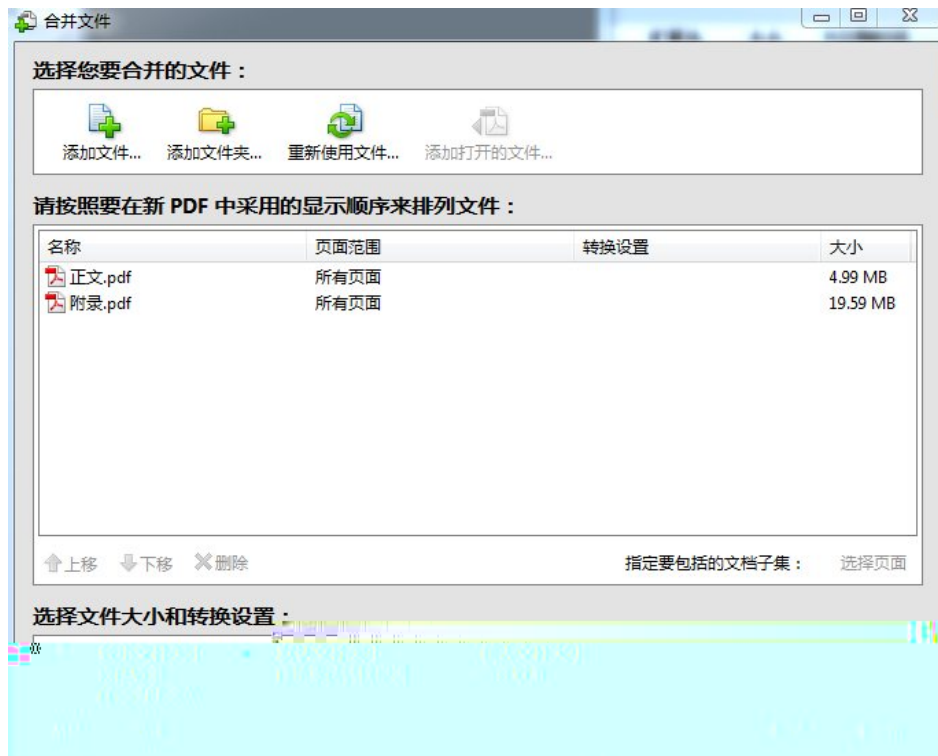 合并文件
选择您要合并的文件：
添加文件... 添加文件夹... 重新使用文件... 添加打开的文件...
请按照要在新 PDF 中采用的显示顺序来排列文件：
名称 页面范围 转换设置 大小
正文.pdf 所有页面 4.99 MB
附录.pdf 所有页面 19.59 MB
上移 下移 删除 指定要包括的文档子集： 选择页面
选择文件大小和转换设置：